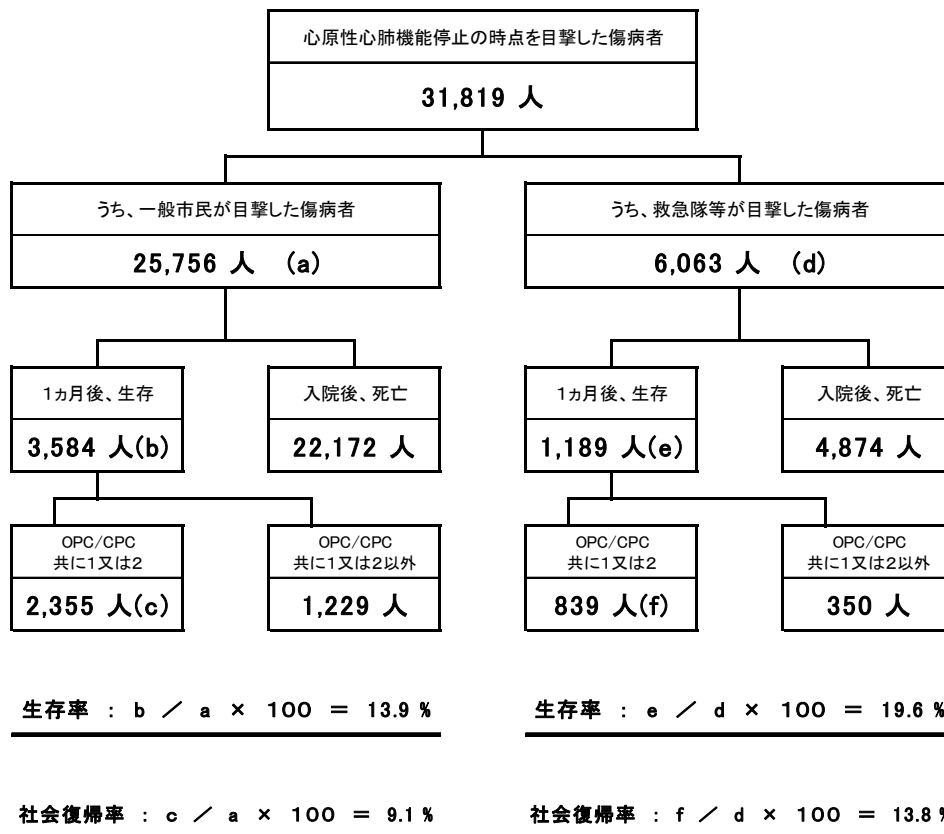 心原性心肺機能停止の時点を目撃した傷病者
31,819 人
うち、一般市民が目撃した傷病者
25,756 人 (a)
うち、救急隊等が目撃した傷病者
6,063 人 (d)
1ヵ月後、生存
3,584 人(b)
入院後、死亡
22,172 人
1ヵ月後、生存
1,189 人(e)
入院後、死亡
4,874 人
OPC/CPC
共に1又は2
2,355 人(c)
OPC/CPC
共に1又は2以外
1,229 人
OPC/CPC
共に1又は2
839 人(f)
OPC/CPC
共に1又は2以外
350 人
生存率 : b / a × 100 = 13.9 %
生存率 : e / d × 100 = 19.6 %
社会復帰率 : c / a × 100 = 9.1 %
社会復帰率 : f / d × 100 = 13.8 %